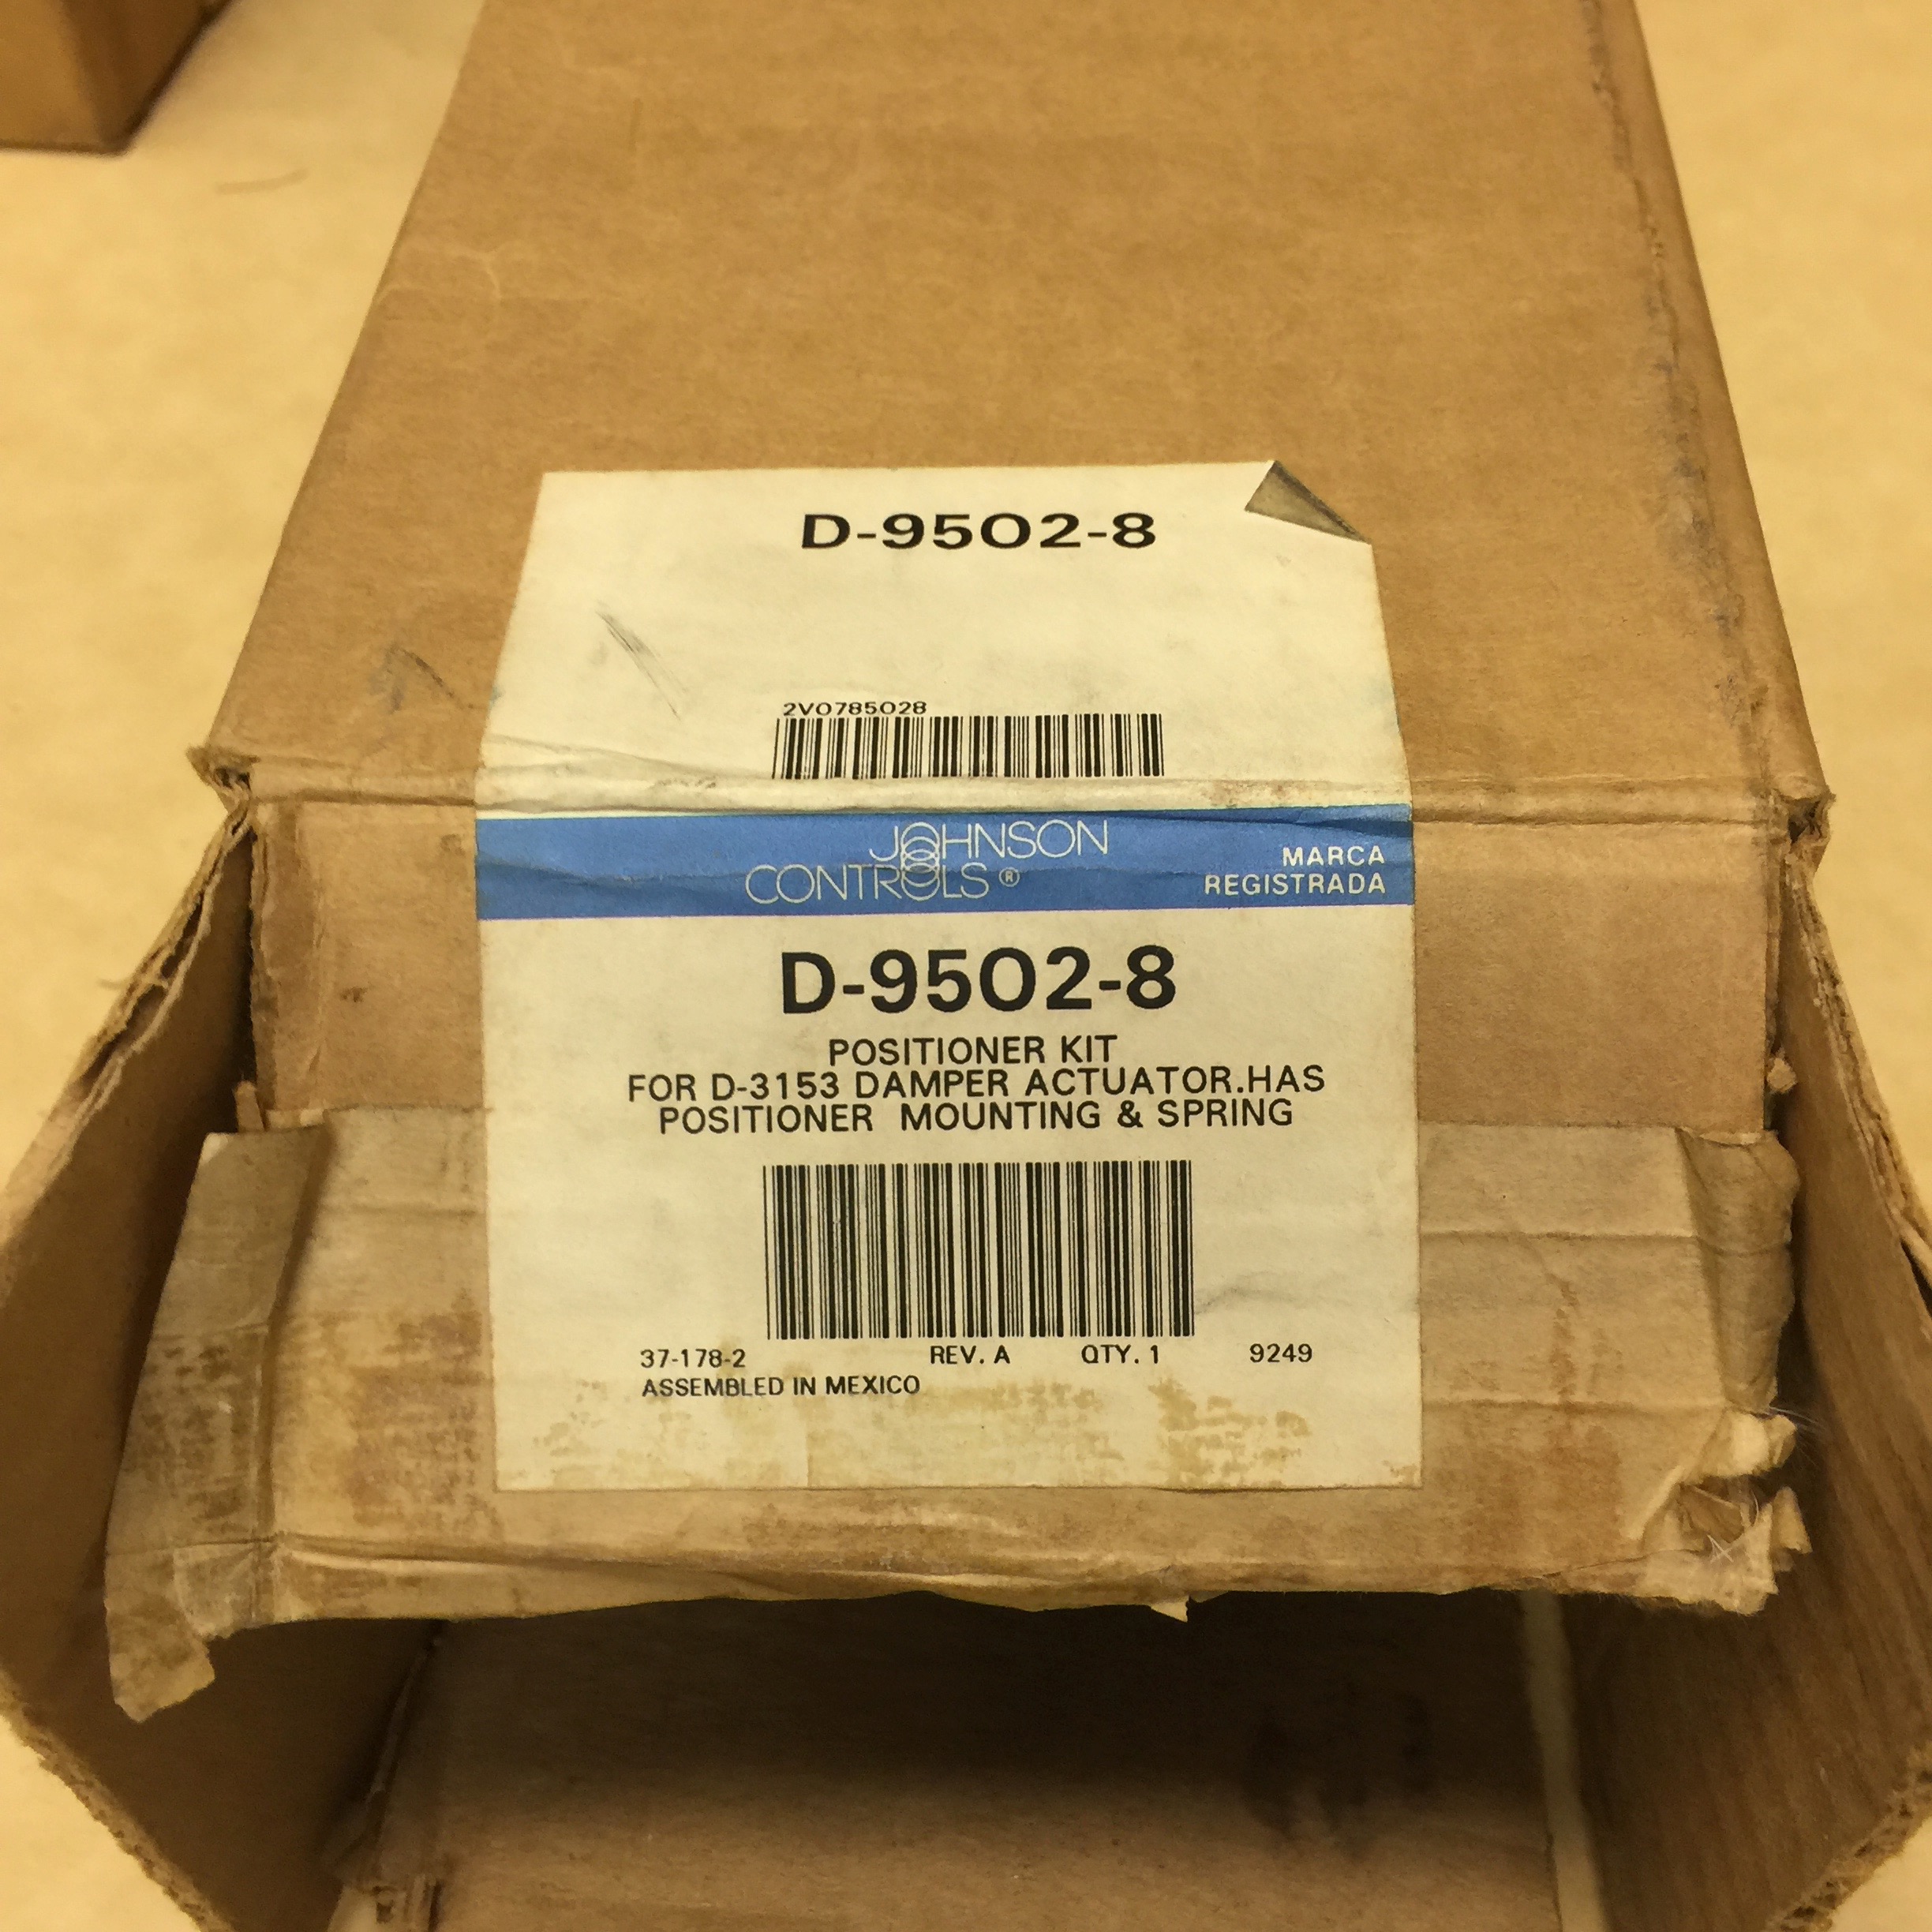 D-9502-8
2V0785028
JOHNSON
CONTROLS®
MARCA
REGISTRADA
D-9502-8
POSITIONER KIT
FOR D-3153 DAMPER ACTUATOR.HAS
POSITIONER MOUNTING & SPRING
37-178-2 REV. A QTY. 1 9249
ASSEMBLED IN MEXICO